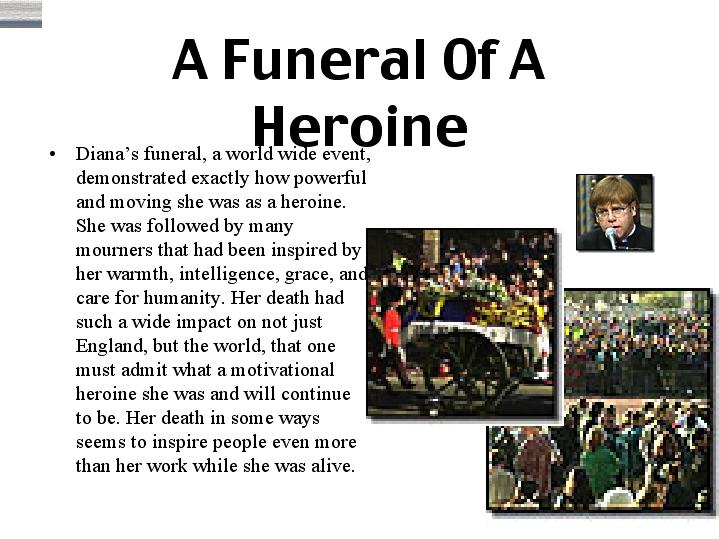 A Funeral Of A
Heroine
• Diana's funeral, a world wide event,
demonstrated exactly how powerful
and moving she was as a heroine.
She was followed by many
mourners that had been inspired by
her warmth, intelligence, grace, and
care for humanity. Her death had
such a wide impact on not just
England, but the world, that one
must admit what a motivational
heroine she was and will continue
to be. Her death in some ways
seems to inspire people even more
than her work while she was alive.